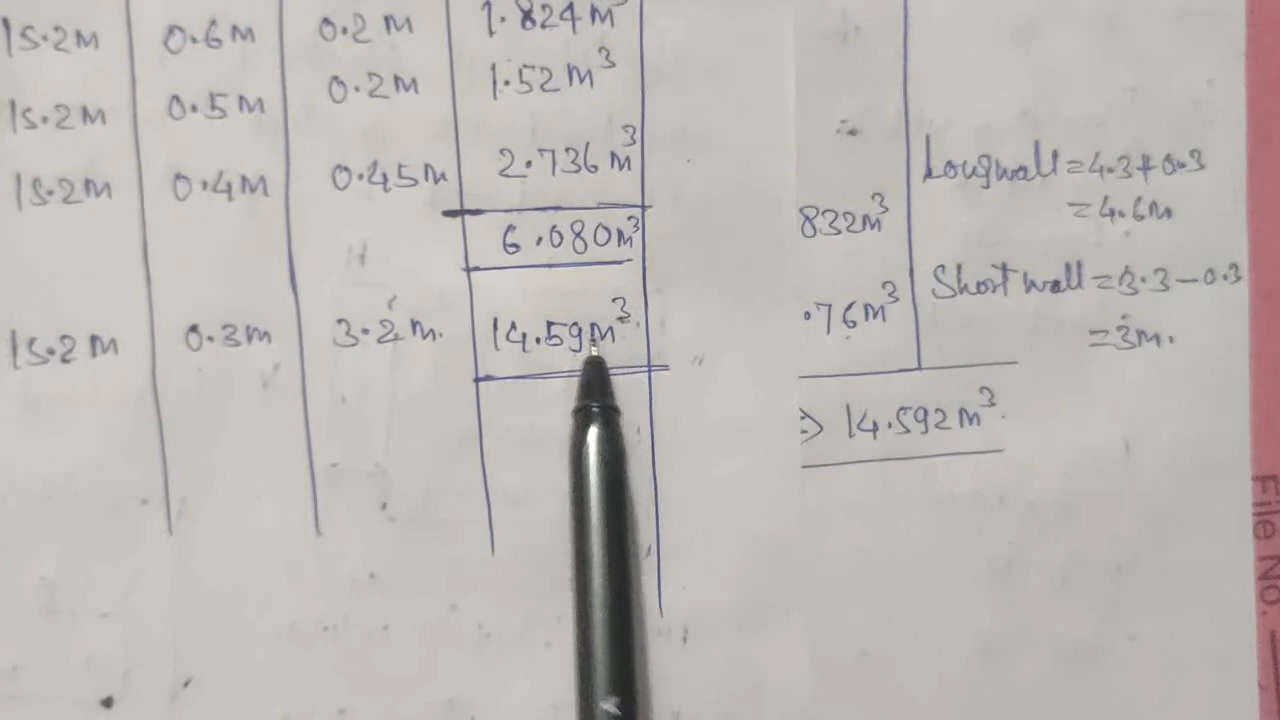 15.2m 0.6m 0.2m 1.824m³
15.2m 0.5m 0.2m 1.52m³
15.2m 0.4m 0.45m 2.736m³
6.080m³
15.2m 0.3m 3.2m. 14.59m³.
832m³
.76m³
=> 14.592m³.
Long wall = 4.3+0.3
= 4.6m
Short wall = 3.3-0.3
= 3m.
File No.